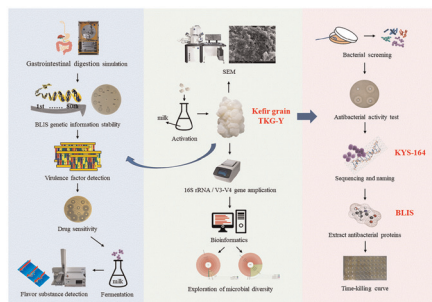 Gastrointestinal digestion simulation
BLIS genetic information stability
Virulence factor detection
Drug sensitivity
milk
Flavor substance detection
Fermentation
SEM
milk
Activation
Kefir grain
TKG-Y
16S rRNA / V3-V4 gene amplication
Bioinformatics
Exploration of microbial diversity
Bacterial screening
Antibacterial activity test
KYS-164
Sequencing and naming
BLIS
Extract antibacterial proteins
Time-killing curve